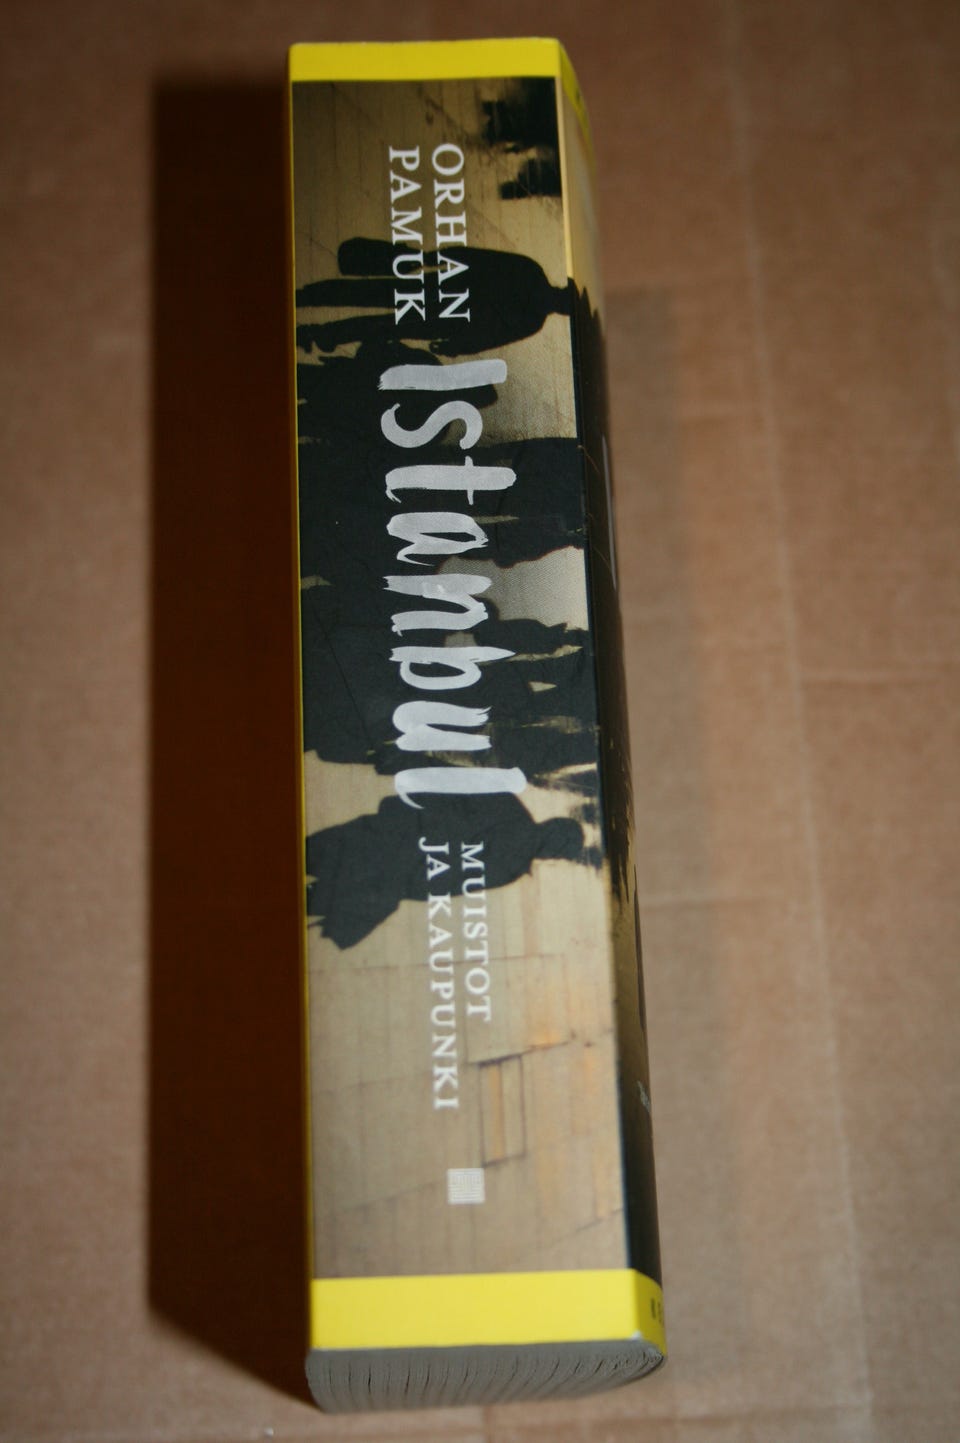 ORHAN
PAMUK
Istanbul
MUISTOT
JA KAUPUNKI